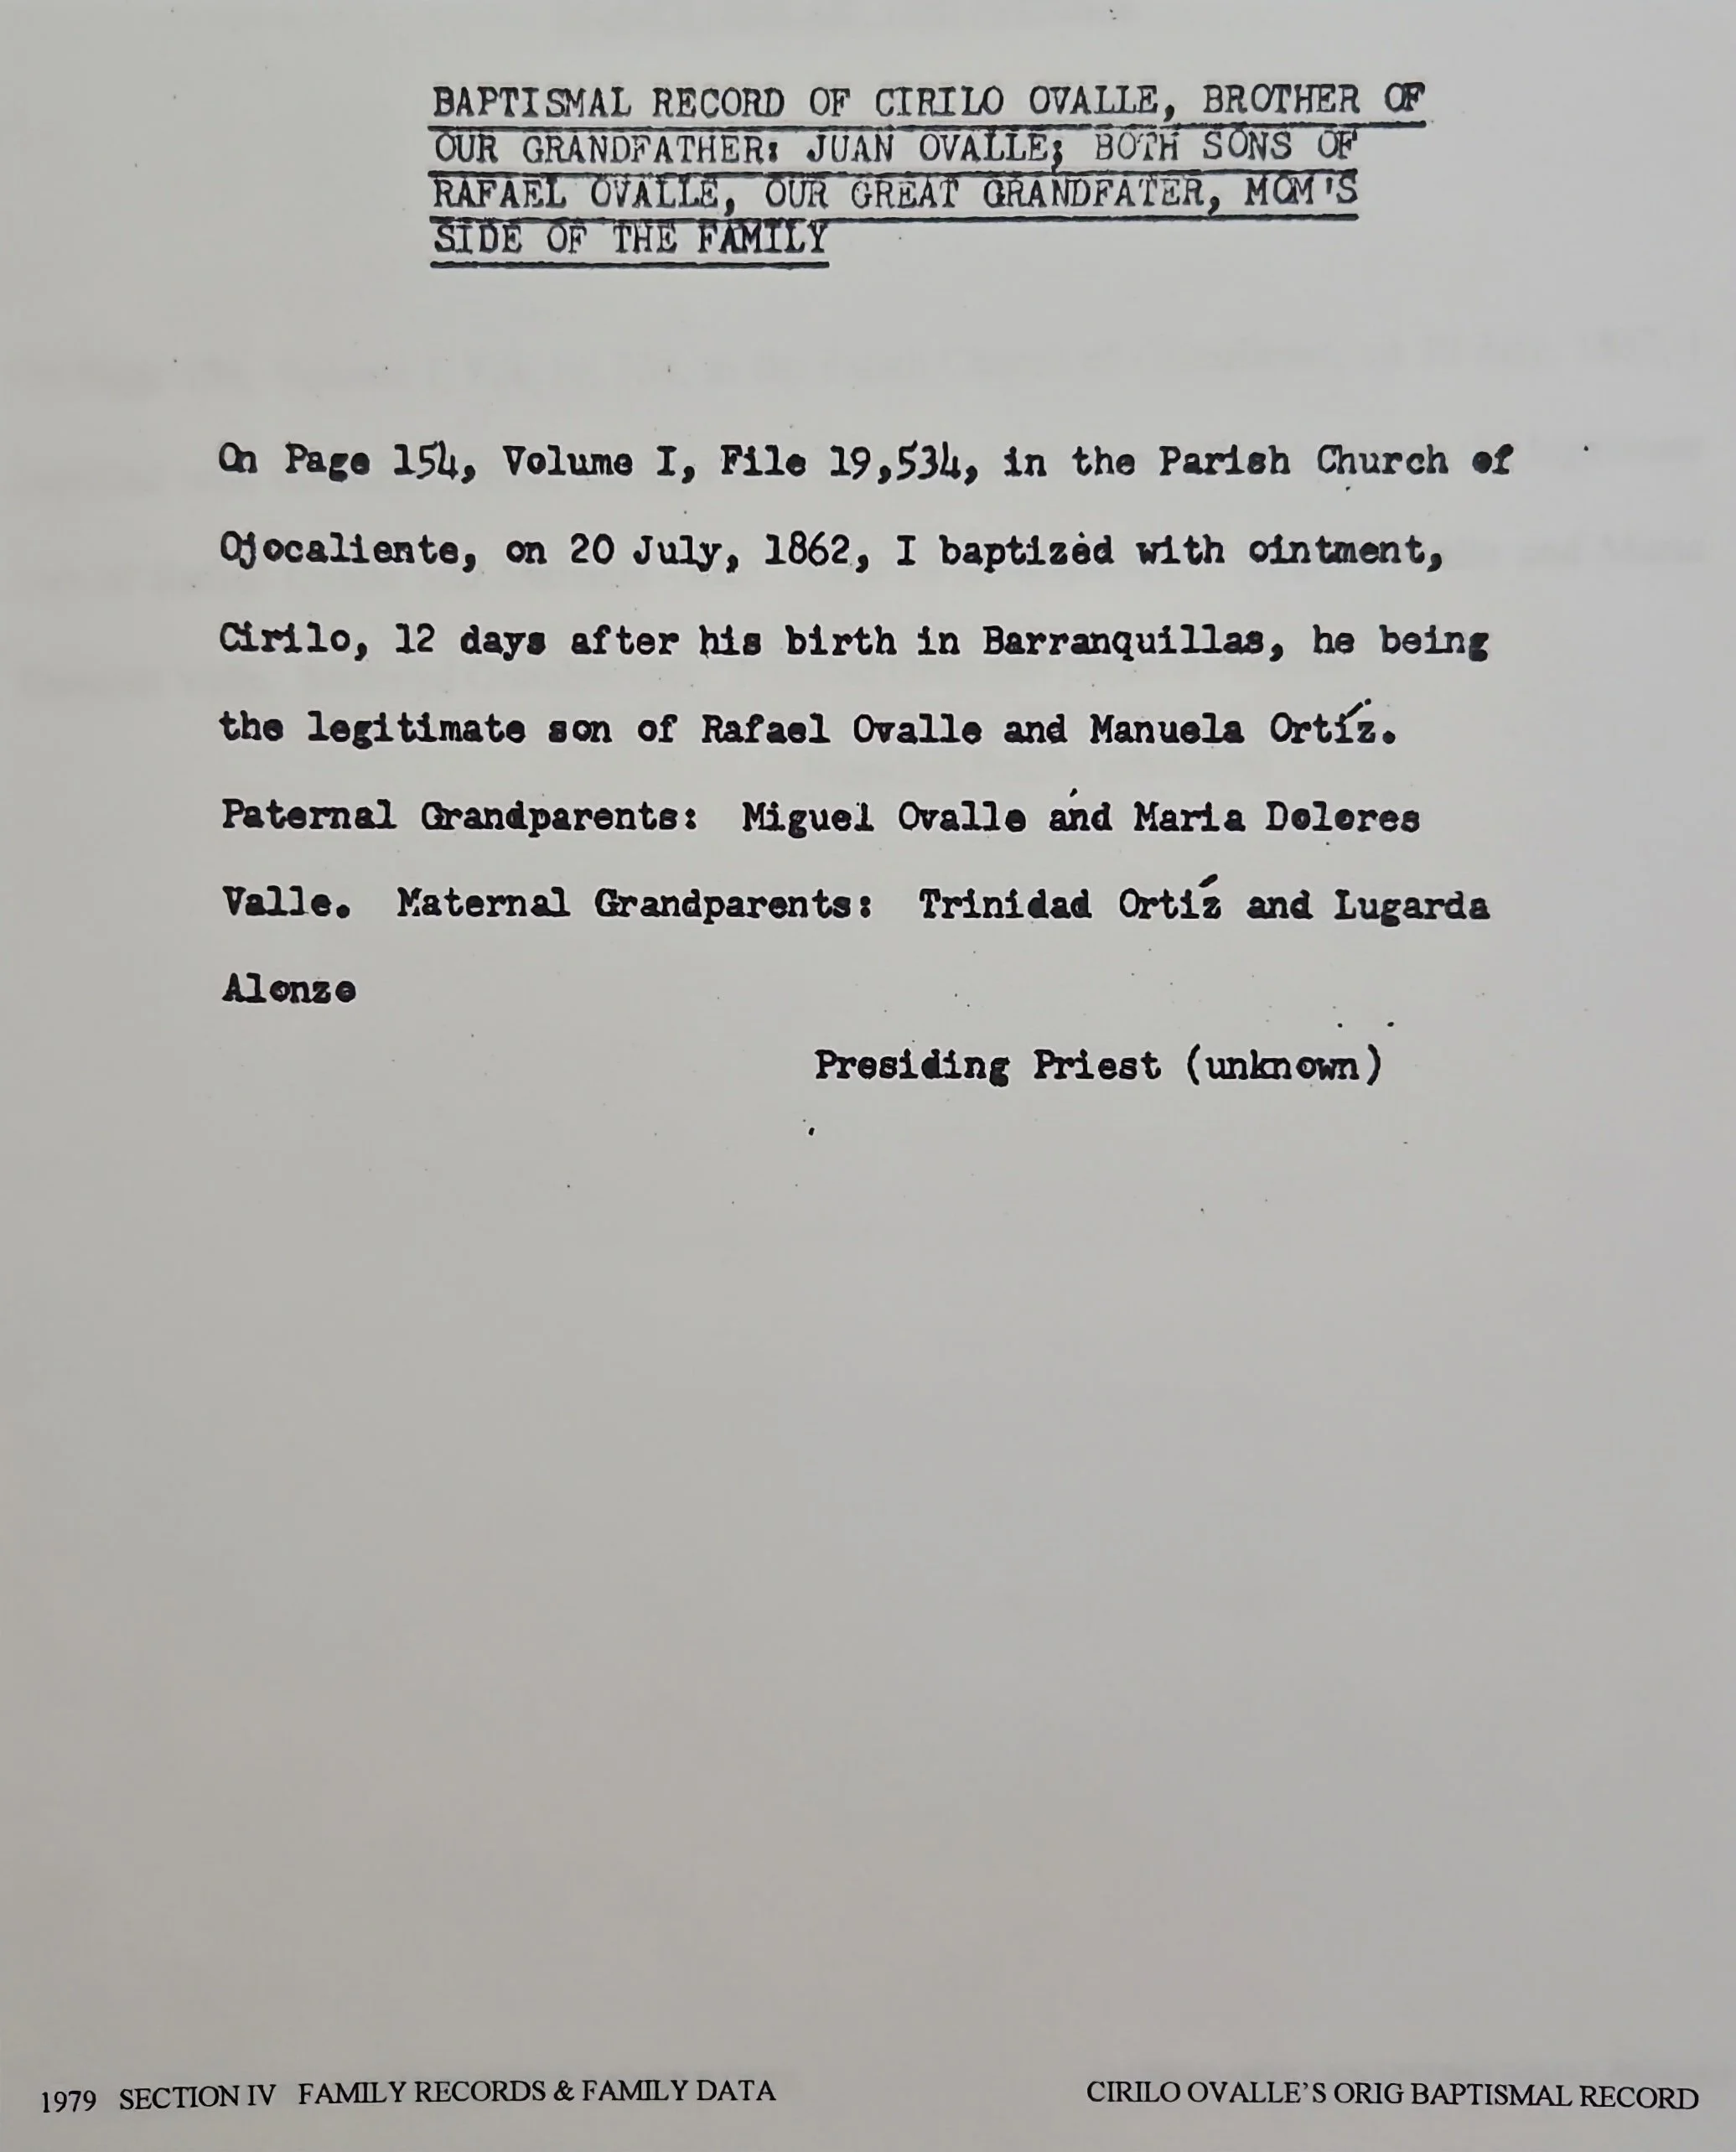 BAPTISMAL RECORD OF CIRILO OVALLE, BROTHER OF
OUR GRANDFATHER: JUAN OVALLE; BOTH SONS OF
RAFAEL OVALLE, OUR GREAT GRANDFATER, MOM'S
SIDE OF THE FAMILY
On Page 154, Volume I, File 19,534, in the Parish Church of
Ojocaliente, on 20 July, 1862, I baptized with ointment,
Cirilo, 12 days after his birth in Barranquillas, he being
the legitimate son of Rafael Ovalle and Manuela Ortíz.
Paternal Grandparents: Miguel Ovalle and Maria Dolores
Valle. Maternal Grandparents: Trinidad Ortíz and Lugarda
Alonzo
Presiding Priest (unknown)
1979 SECTION IV FAMILY RECORDS & FAMILY DATA
CIRILO OVALLE'S ORIG BAPTISMAL RECORD